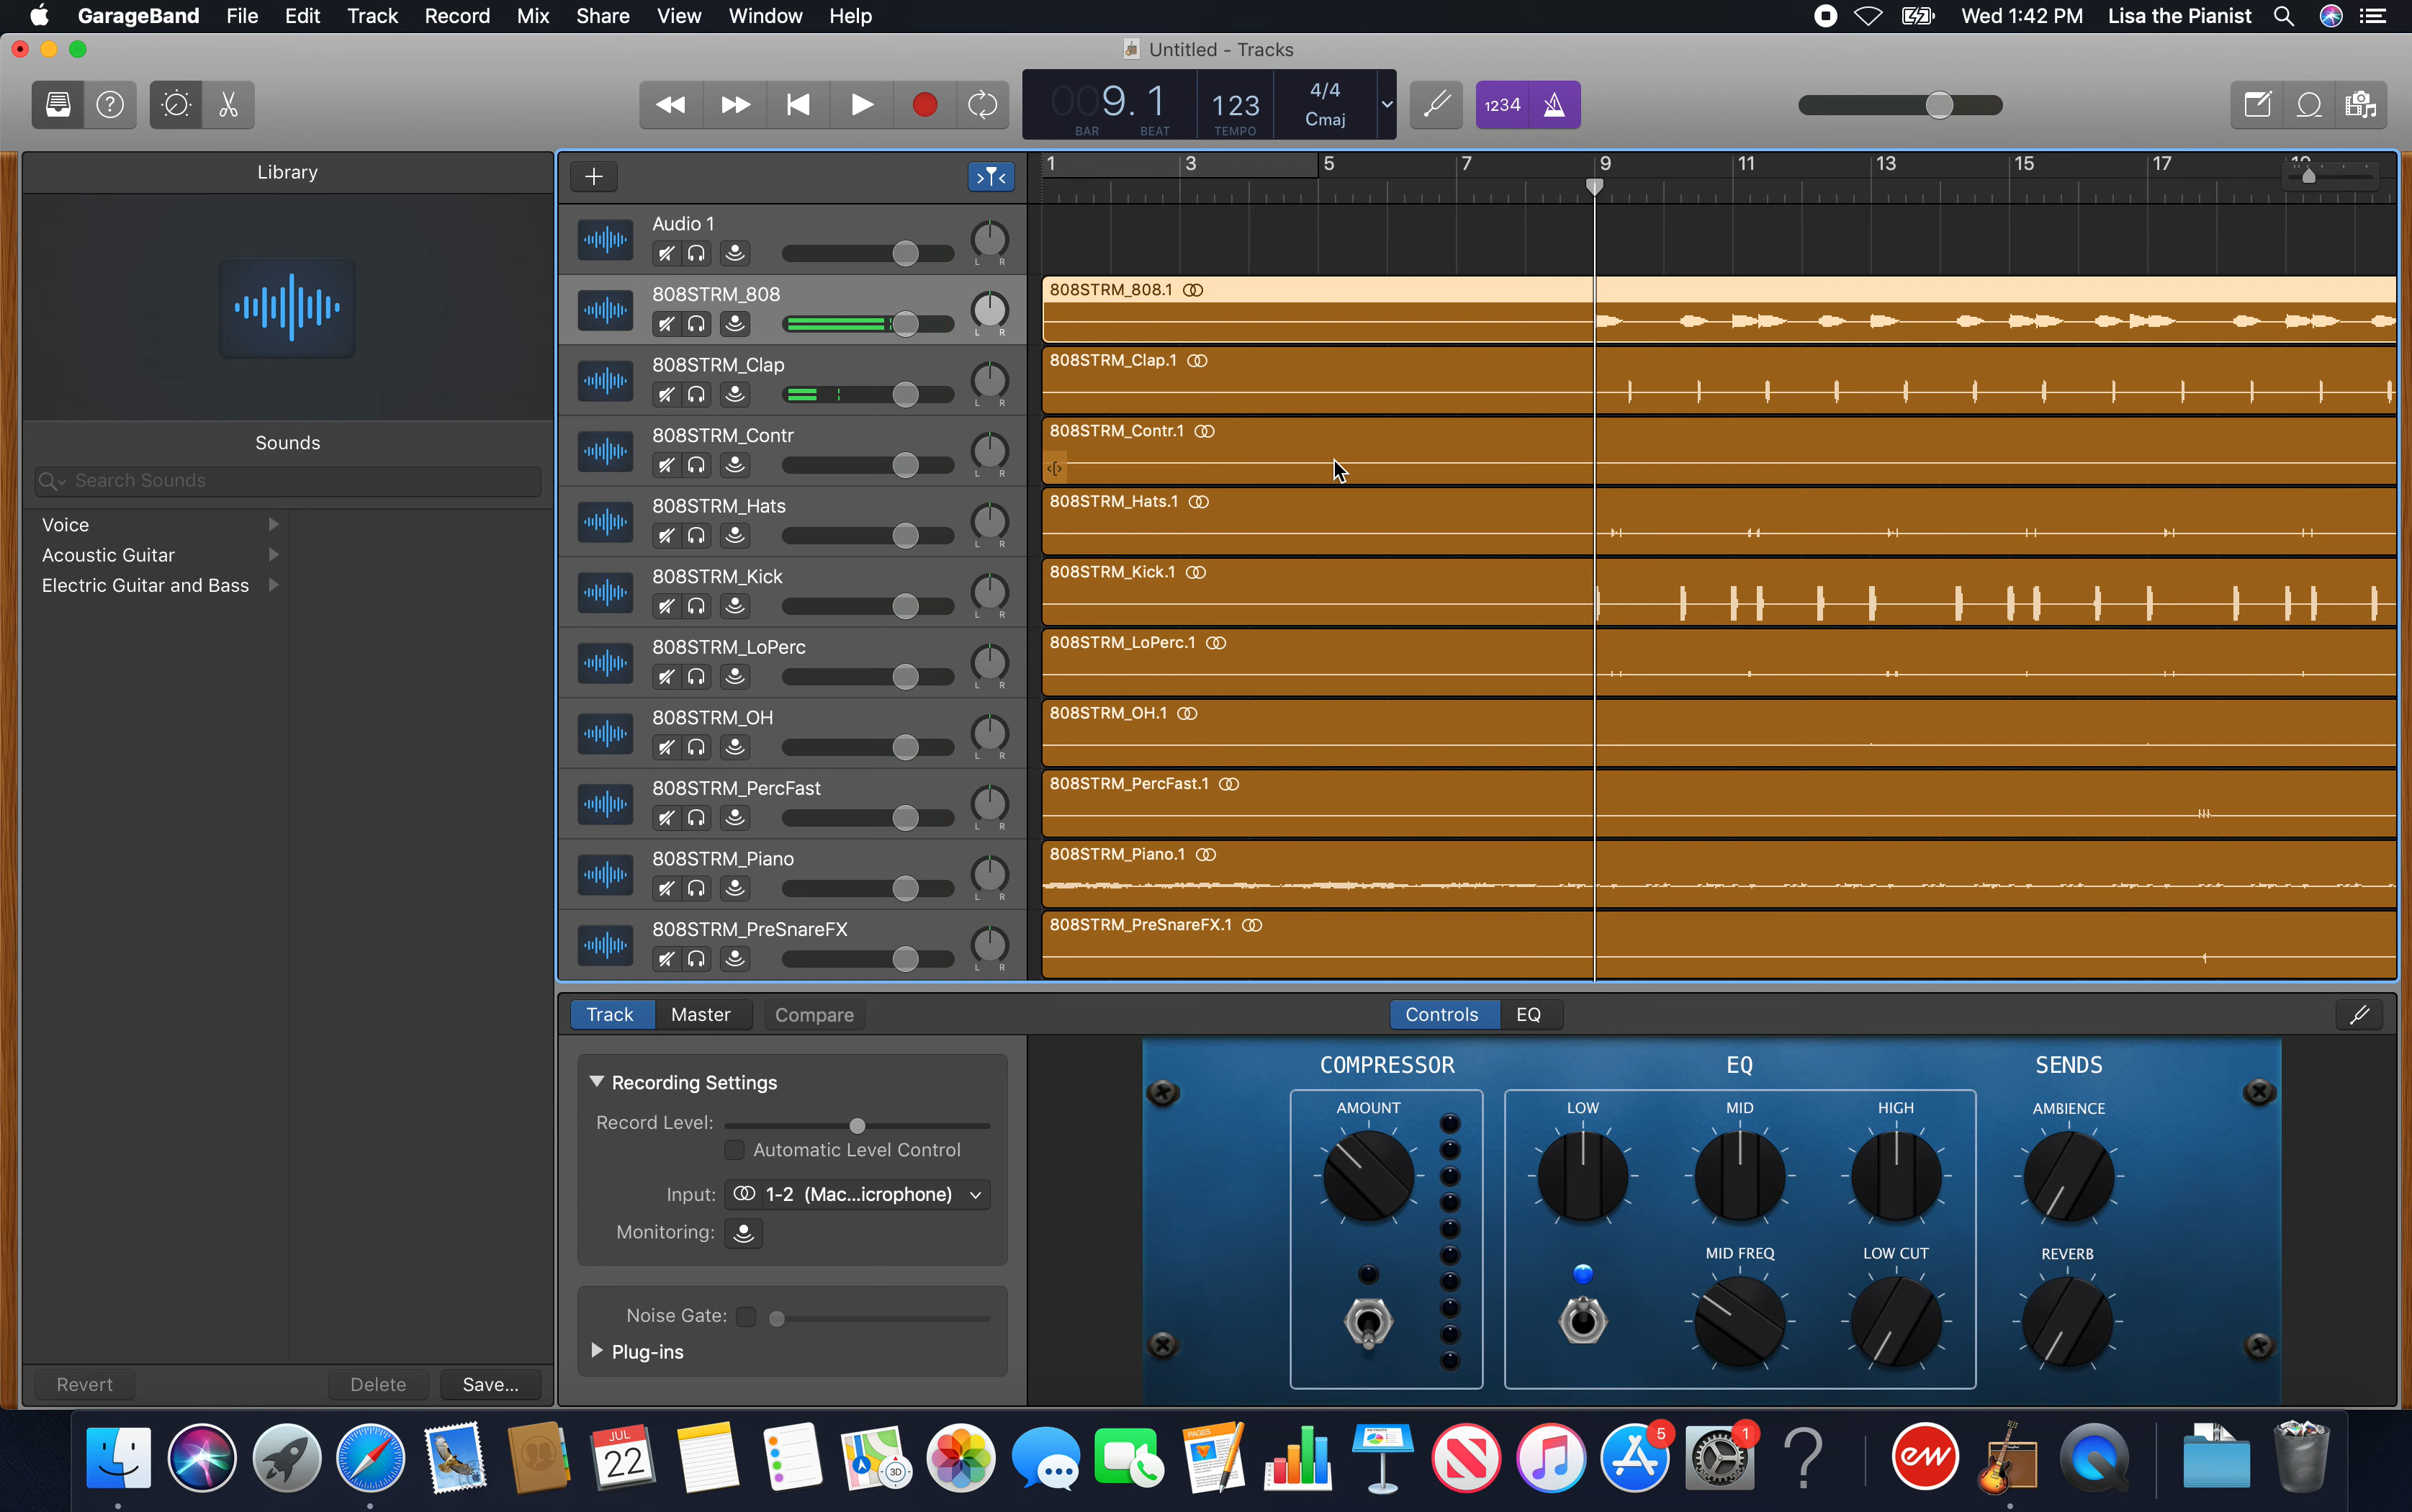 GarageBand File Edit Track Record Mix Share View Window Help
Wed 1:42 PM Lisa the Pianist
Untitled - Tracks
009. 1 123 4/4
Cmaj
BAR BEAT TEMPO
1234
Library
Sounds
Search Sounds
Voice
Acoustic Guitar
Electric Guitar and Bass
Revert Delete Save...
1 3 5 7 9 11 13 15 17
Audio 1
L R
808STRM_808
L R
808STRM_808.1
808STRM_Clap
L R
808STRM_Clap.1
808STRM_Contr
L R
808STRM_Contr.1
808STRM_Hats
L R
808STRM_Hats.1
808STRM_Kick
L R
808STRM_Kick.1
808STRM_LoPerc
L R
808STRM_LoPerc.1
808STRM_OH
L R
808STRM_OH.1
808STRM_PercFast
L R
808STRM_PercFast.1
808STRM_Piano
L R
808STRM_Piano.1
808STRM_PreSnareFX
L R
808STRM_PreSnareFX.1
Track Master Compare
Controls EQ
Recording Settings
Record Level:
Automatic Level Control
Input: 1-2 (Mac...icrophone)
Monitoring:
Noise Gate:
Plug-ins
COMPRESSOR EQ SENDS
AMOUNT LOW MID HIGH AMBIENCE
MID FREQ LOW CUT REVERB
JUL
22
3D
PAGES
5
1
ew